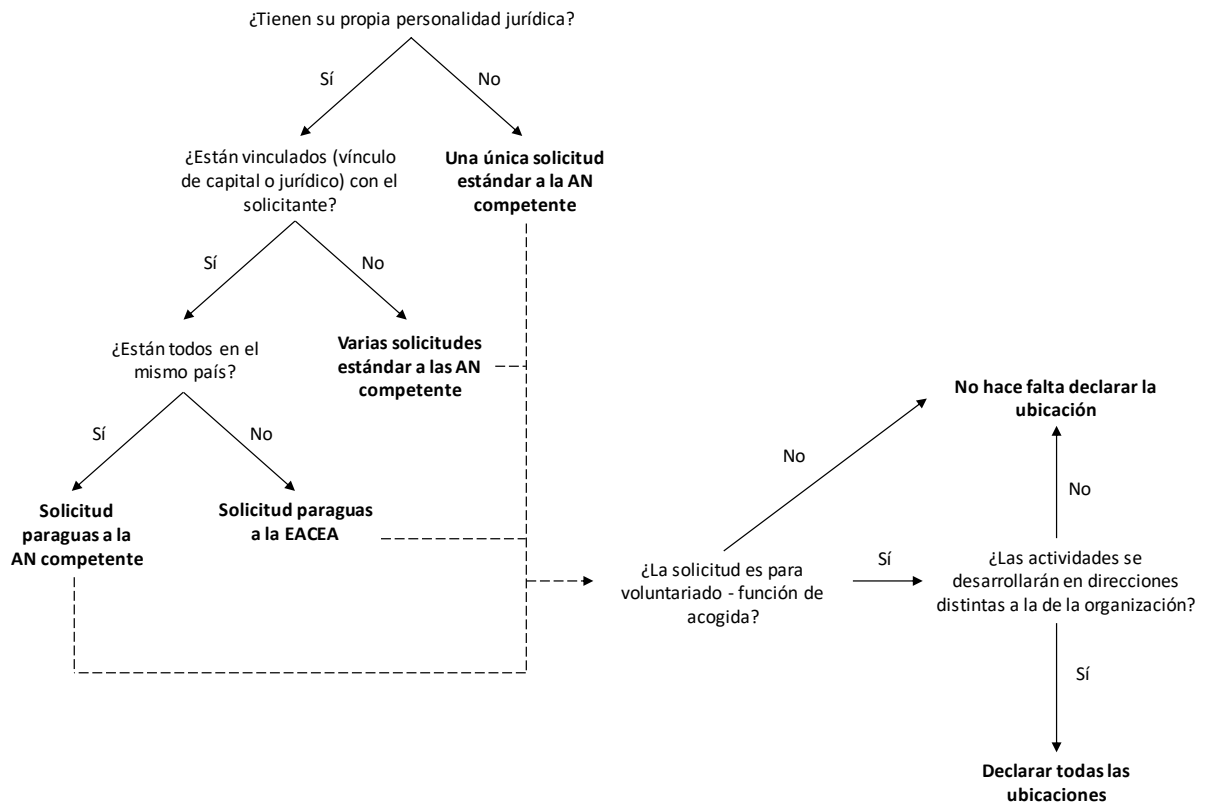 ¿Tienen su propia personalidad jurídica?
Sí
No
¿Están vinculados (vínculo
de capital o jurídico) con el
solicitante?
Una única solicitud
estándar a la AN
competente
Sí
No
¿Están todos en el
mismo país?
Varias solicitudes
estándar a las AN
competente
Sí
No
Solicitud
paraguas a la
AN competente
Solicitud paraguas
a la EACEA
No hace falta declarar la
ubicación
No
No
¿La solicitud es para
voluntariado - función de
acogida?
Sí
¿Las actividades se
desarrollarán en direcciones
distintas a la de la organización?
Sí
Declarar todas las
ubicaciones